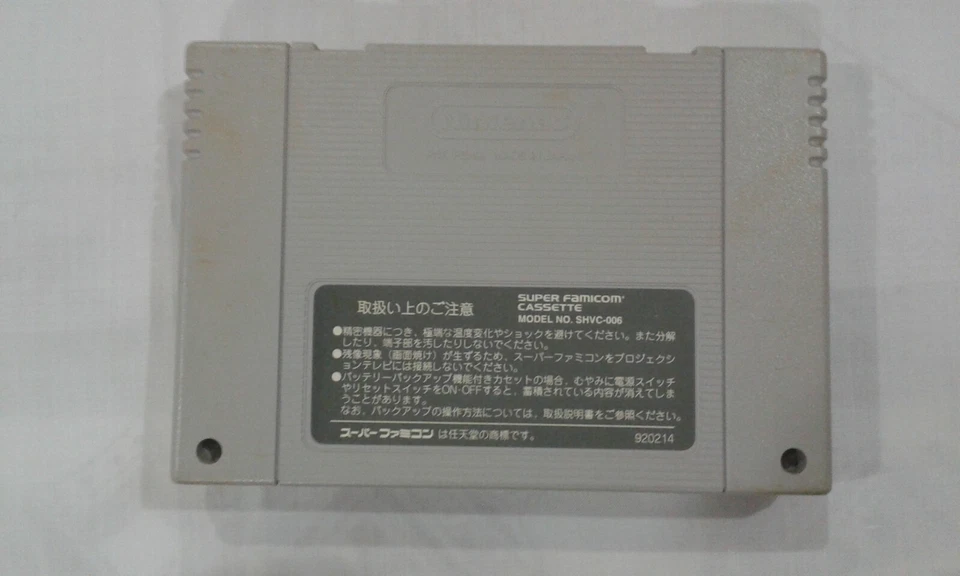 Nintendo
取扱い上のご注意
SUPER FAMICOM
CASSETTE
MODEL NO. SHVC-006
●精密機器につき、極端な温度変化やショックを避けてください。また分解
したり、端子部を汚したりしないでください。
●残像現象（画面焼け）が生ずるため、スーパーファミコンをプロジェクシ
ョンテレビには接続しないでください。
●バッテリーバックアップ機能付きカセットの場合、むやみに電源スイッチ
やリセットスイッチをON-OFFすると、蓄積されている内容が消えてしま
うことがあります。
なお、バックアップの操作方法については、取扱説明書をご参照ください。
スーパーファミコン は任天堂の商標です。
920214